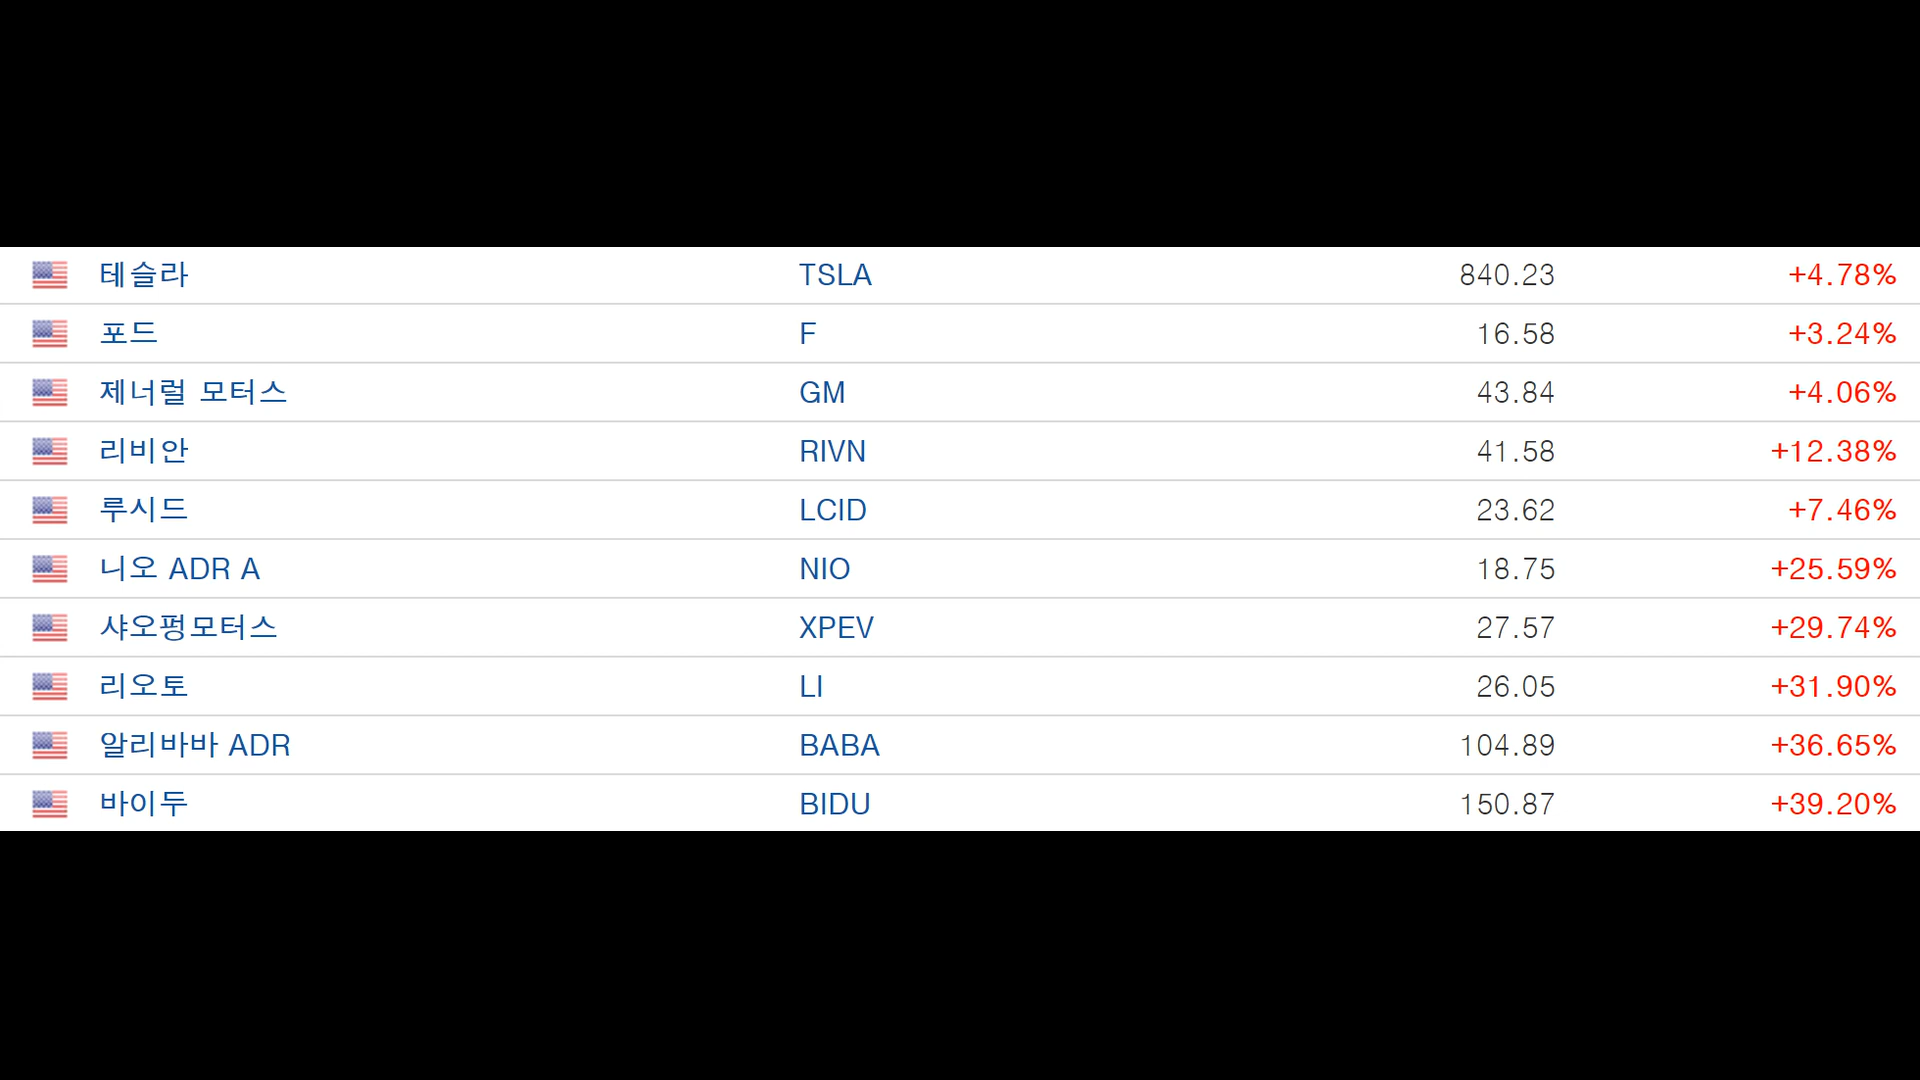 테슬라 TSLA 840.23 +4.78%
포드 F 16.58 +3.24%
제너럴 모터스 GM 43.84 +4.06%
리비안 RIVN 41.58 +12.38%
루시드 LCID 23.62 +7.46%
니오 ADR A NIO 18.75 +25.59%
샤오펑모터스 XPEV 27.57 +29.74%
리오토 LI 26.05 +31.90%
알리바바 ADR BABA 104.89 +36.65%
바이두 BIDU 150.87 +39.20%